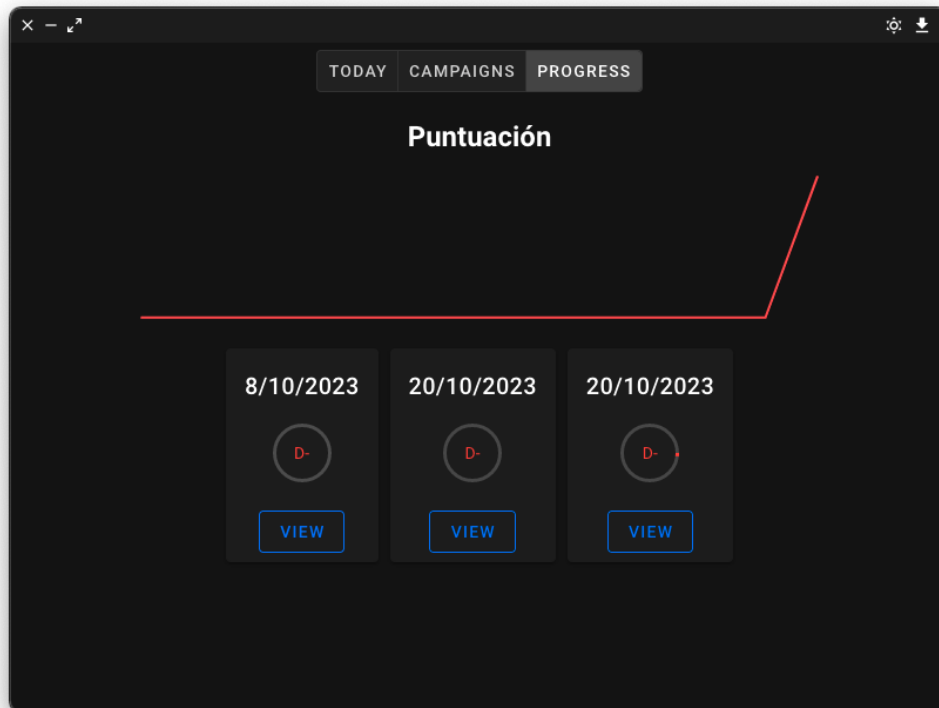 TODAY CAMPAIGNS PROGRESS
Puntuación
8/10/2023 20/10/2023 20/10/2023
D- D- D-
VIEW VIEW VIEW